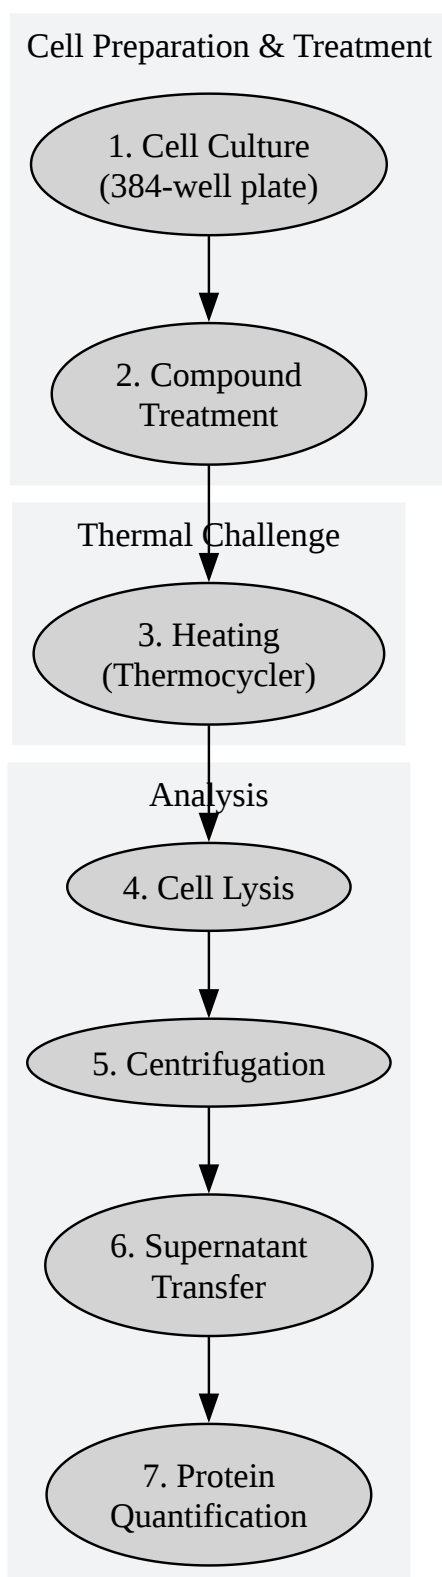 Cell Preparation & Treatment
1. Cell Culture
(384-well plate)
2. Compound
Treatment
Thermal Challenge
3. Heating
(Thermocycler)
Analysis
4. Cell Lysis
5. Centrifugation
6. Supernatant
Transfer
7. Protein
Quantification